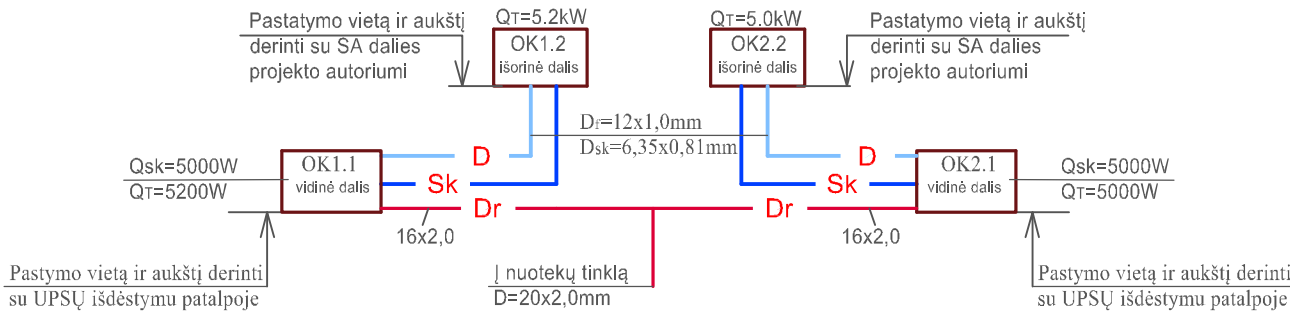 Pastatymo vietą ir aukštį
derinti su SA dalies
projekto autoriumi
QT=5.2kW
OK1.2
išorinė dalis
QT=5.0kW
OK2.2
išorinė dalis
Pastatymo vietą ir aukštį
derinti su SA dalies
projekto autoriumi
Df=12x1,0mm
Dsk=6,35x0,81mm
Qsk=5000W
QT=5200W
OK1.1
vidinė dalis
D
Sk
Dr
D
Sk
Dr
OK2.1
vidinė dalis
Qsk=5000W
QT=5000W
16x2,0
16x2,0
Pastymo vietą ir aukštį derinti
su UPSŲ išdėstymu patalpoje
Į nuotekų tinklą
D=20x2,0mm
Pastymo vietą ir aukštį derinti
su UPSŲ išdėstymu patalpoje